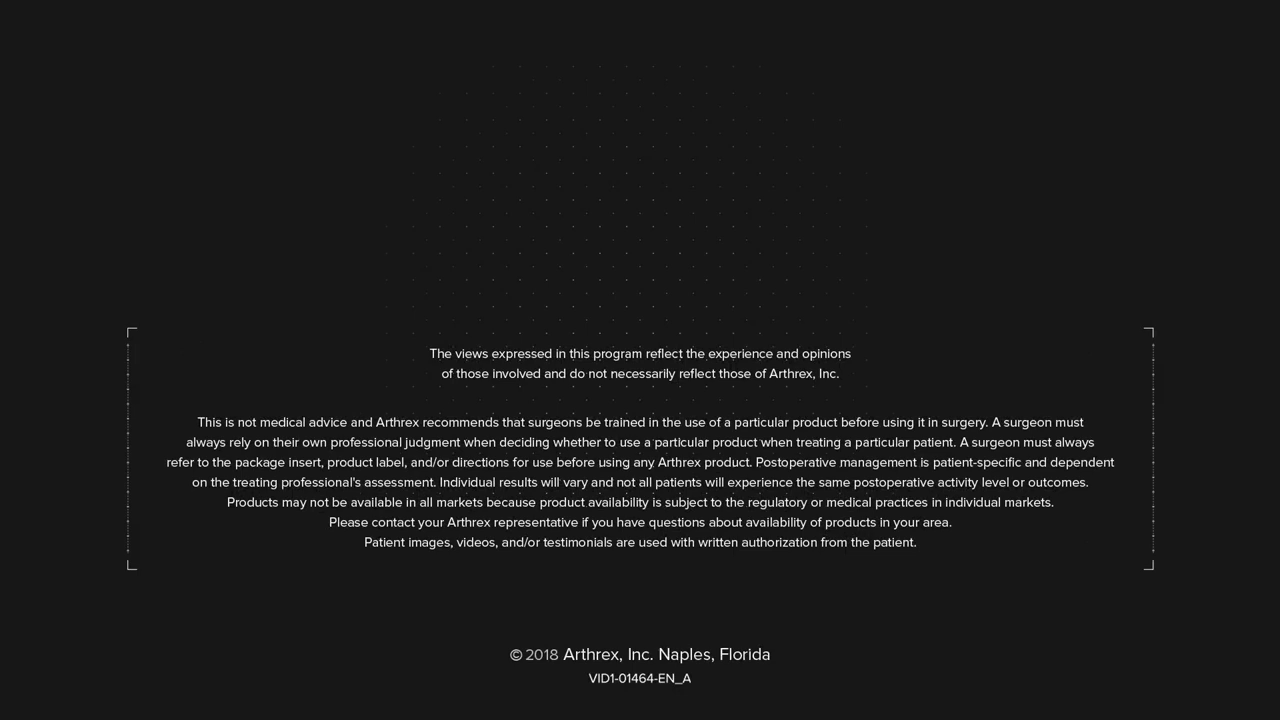 The views expressed in this program reflect the experience and opinions
of those involved and do not necessarily reflect those of Arthrex, Inc.
This is not medical advice and Arthrex recommends that surgeons be trained in the use of a particular product before using it in surgery. A surgeon must
always rely on their own professional judgment when deciding whether to use a particular product when treating a particular patient. A surgeon must always
refer to the package insert, product label, and/or directions for use before using any Arthrex product. Postoperative management is patient-specific and dependent
on the treating professional's assessment. Individual results will vary and not all patients will experience the same postoperative activity level or outcomes.
Products may not be available in all markets because product availability is subject to the regulatory or medical practices in individual markets.
Please contact your Arthrex representative if you have questions about availability of products in your area.
Patient images, videos, and/or testimonials are used with written authorization from the patient.
© 2018 Arthrex, Inc. Naples, Florida
VID1-01464-EN_A